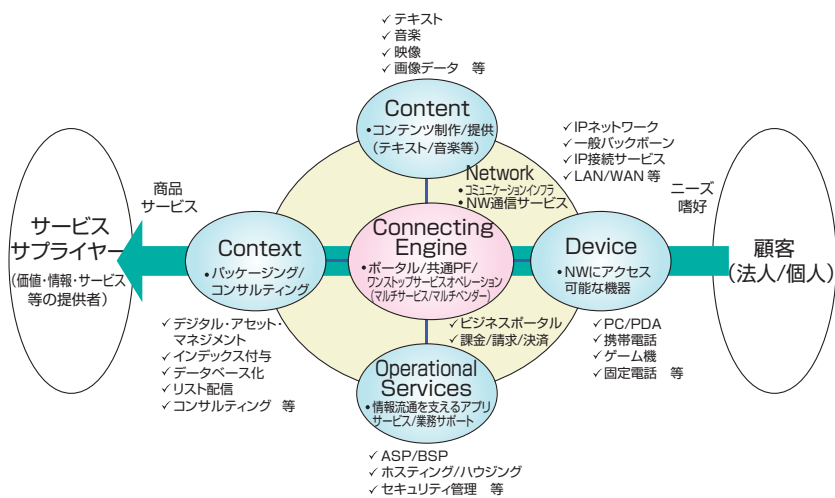 ✓テキスト
✓音楽
✓映像
✓画像データ 等
Content
•コンテンツ制作/提供
(テキスト/音楽等)
✓IPネットワーク
✓一般バックボーン
✓IP接続サービス
✓LAN/WAN 等
Network
•コミュニケーションインフラ
•NW通信サービス
商品
サービス
ニーズ
嗜好
サービス
サプライヤー
(価値・情報・サービス
等の提供者)
Context
•パッケージング/
コンサルティング
Connecting
Engine
•ポータル/共通PF/
ワンストップサービスオペレーション
(マルチサービス/マルチベンダー)
Device
•NWにアクセス
可能な機器
顧客
(法人/個人)
✓デジタル・アセット・
マネジメント
✓インデックス付与
✓データベース化
✓リスト配信
✓コンサルティング 等
✓ビジネスポータル
✓課金/請求/決済
✓PC/PDA
✓携帯電話
✓ゲーム機
✓固定電話 等
Operational
Services
•情報流通を支えるアプリ
サービス/業務サポート
✓ASP/BSP
✓ホスティング/ハウジング
✓セキュリティ管理 等